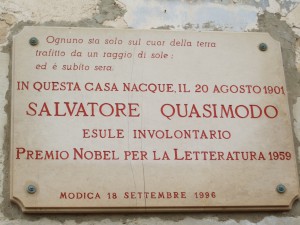 Ognuno sta solo sul cuor della terra
trafitto da un raggio di sole :
ed è subito sera.
IN QUESTA CASA NACQUE, IL 20 AGOSTO 1901
SALVATORE QUASIMODO
ESULE INVOLONTARIO
PREMIO NOBEL PER LA LETTERATURA 1959
MODICA 18 SETTEMBRE 1996